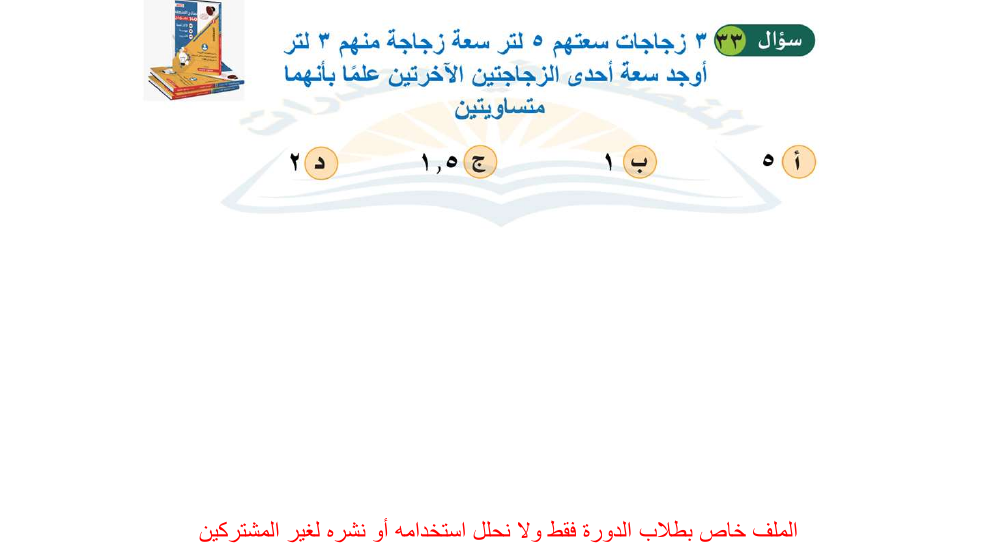 سؤال ٣٣ ٣ زجاجات سعتهم ٥ لتر سعة زجاجة منهم ٣ لتر
أوجد سعة أحدى الزجاجتين الآخرتين علمًا بأنهما
متساويتين
أ ٥ ب ١ ج ١,٥ د ٢
الملف خاص بطلاب الدورة فقط ولا نحلل استخدامه أو نشره لغير المشتركين